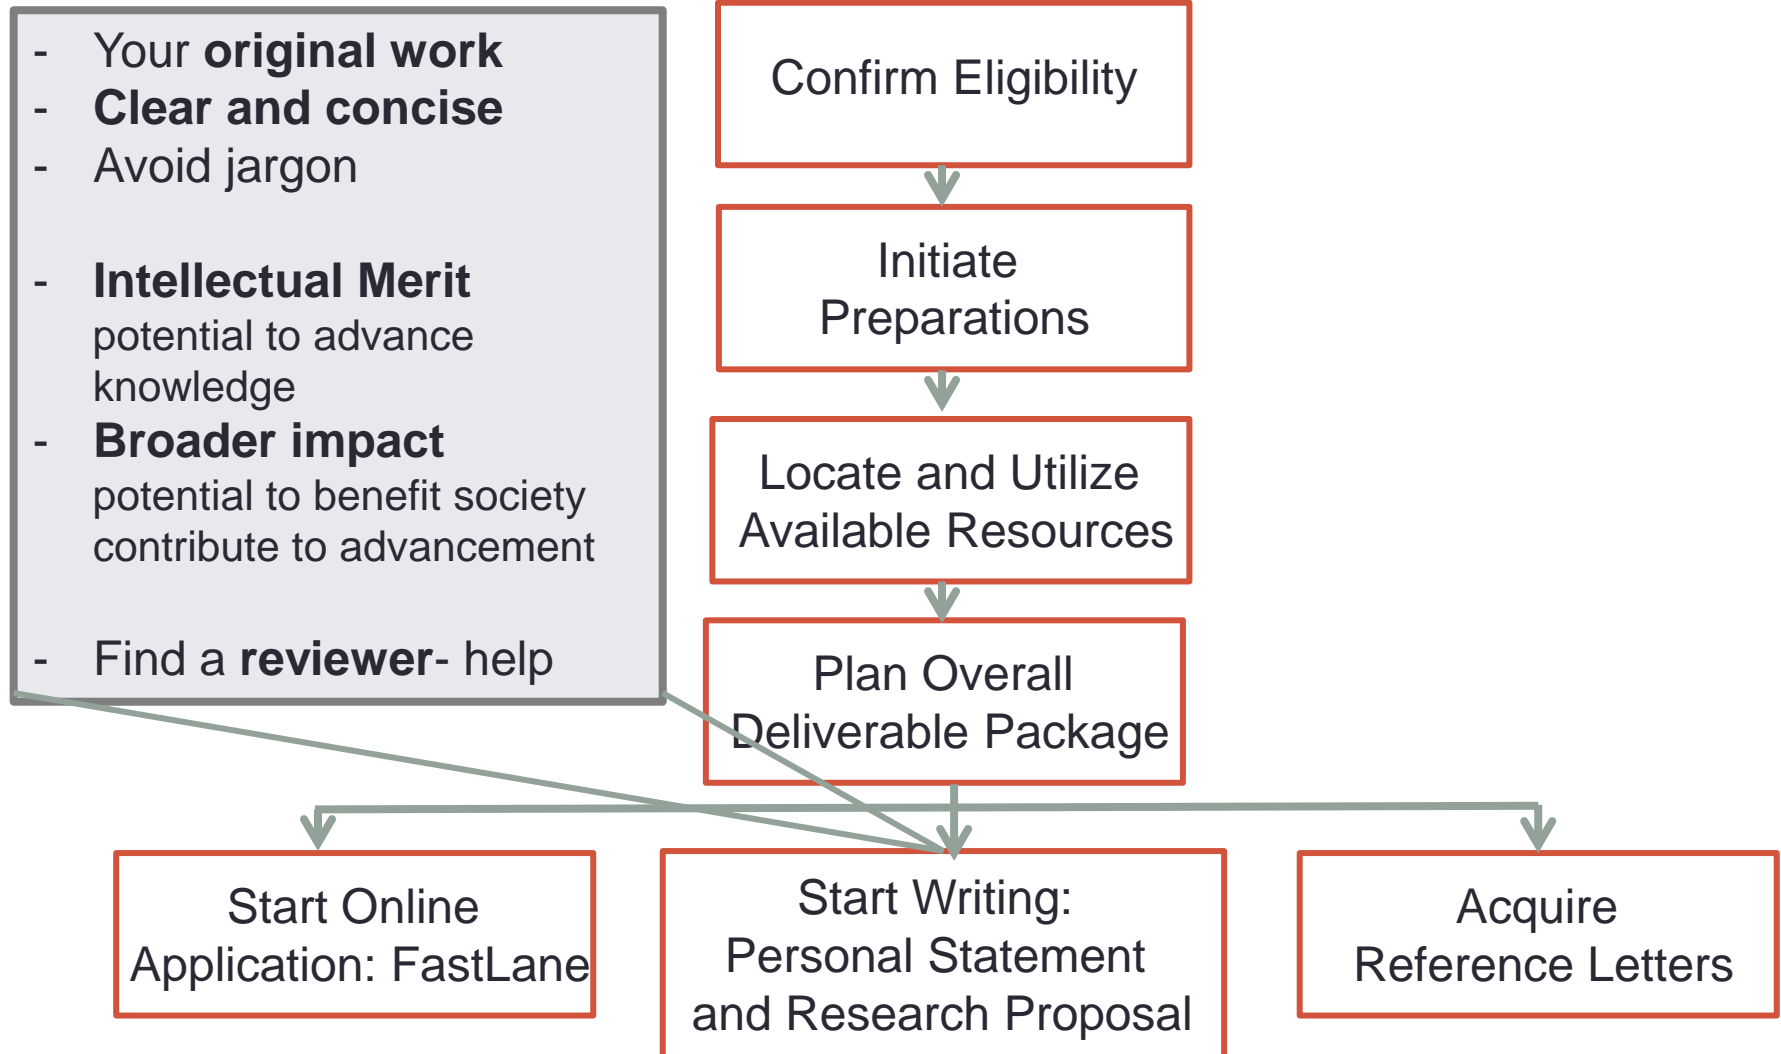 - Your original work
- Clear and concise
- Avoid jargon
- Intellectual Merit
potential to advance
knowledge
- Broader impact
potential to benefit society
contribute to advancement
- Find a reviewer- help
Confirm Eligibility
Initiate
Preparations
Locate and Utilize
Available Resources
Plan Overall
Deliverable Package
Start Online
Application: FastLane
Start Writing:
Personal Statement
and Research Proposal
Acquire
Reference Letters